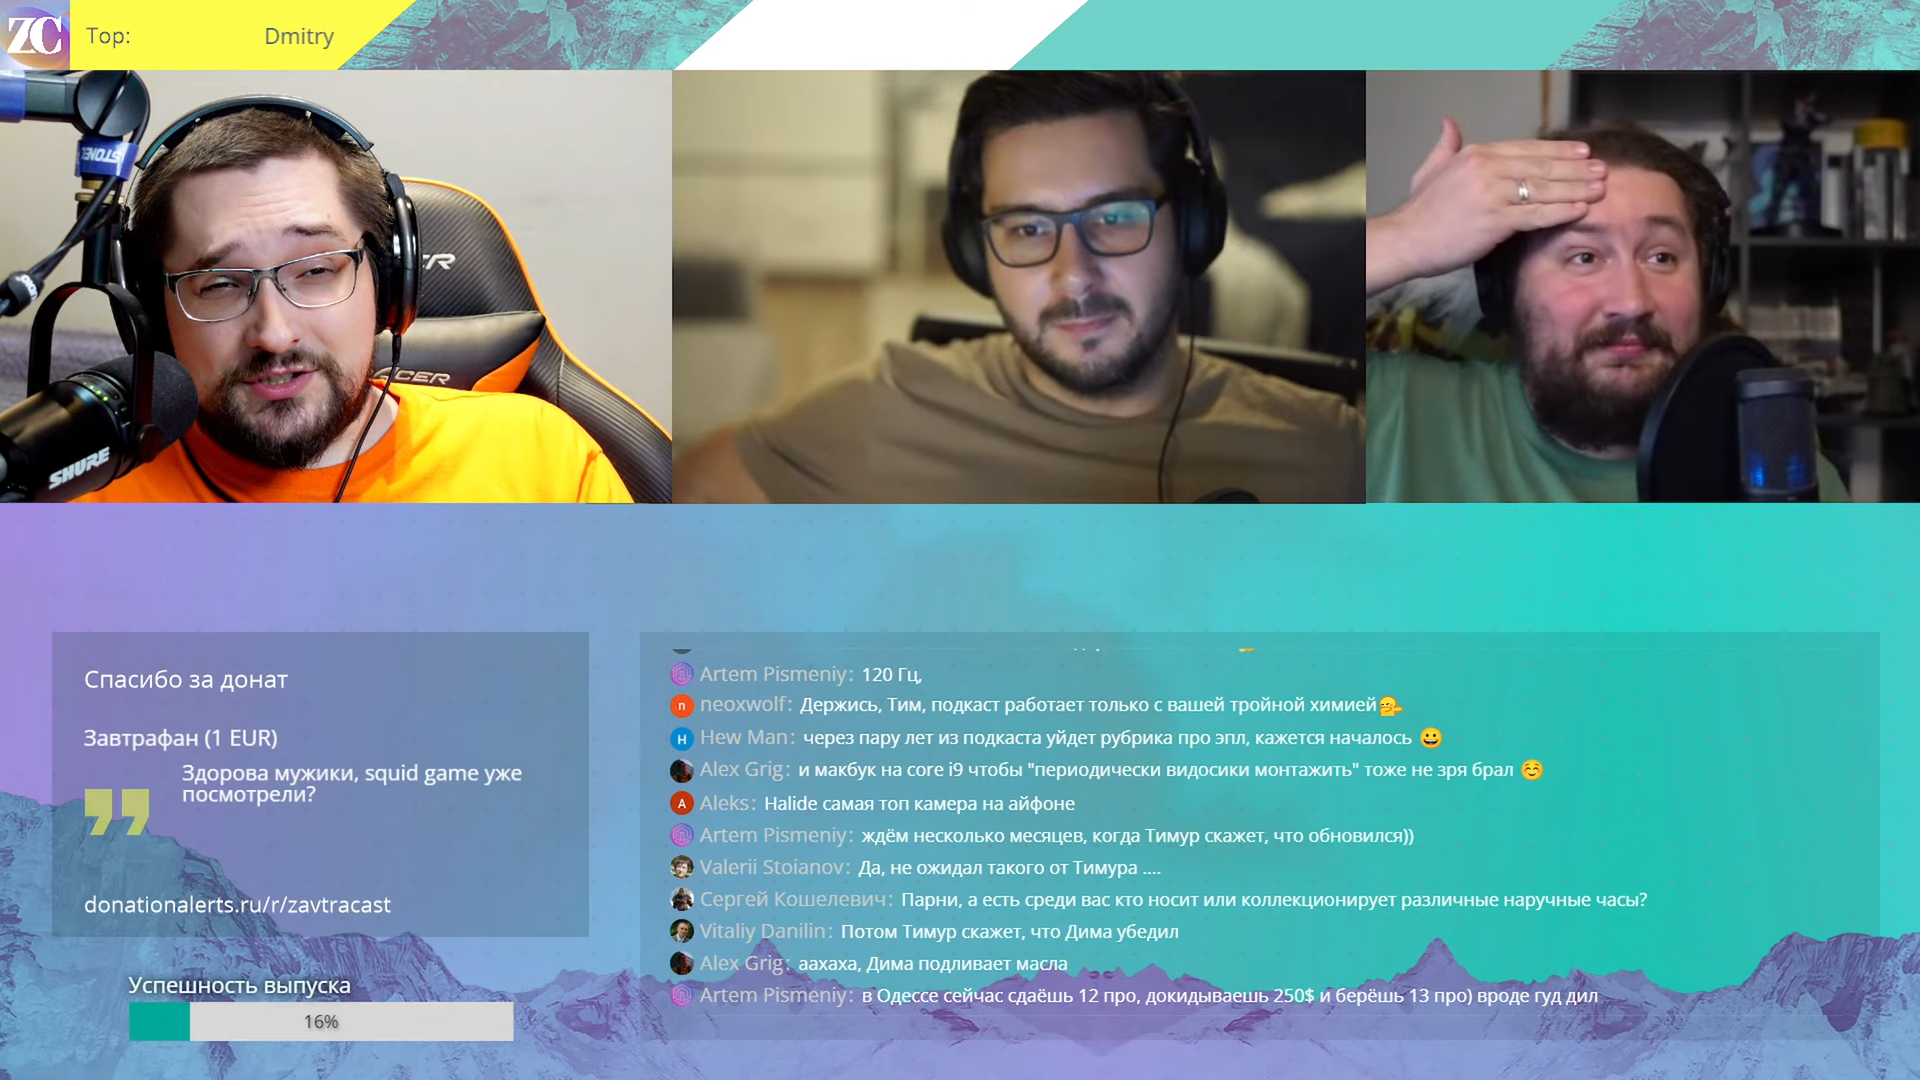 ZC
Top:
Dmitry
SHURE
Спасибо за донат
Завтрафан (1 EUR)
Здорова мужики, squid game уже
посмотрели?
donationalerts.ru/r/zavtracast
Успешность выпуска
16%
Artem Pismeniy: 120 Гц,
neoxwolf: Держись, Тим, подкаст работает только с вашей тройной химией
Hew Man: через пару лет из подкаста уйдет рубрика про эпл, кажется началось 😀
Alex Grig: и макбук на core i9 чтобы "периодически видосики монтажить" тоже не зря брал ☺️
Aleks: Halide самая топ камера на айфоне
Artem Pismeniy: ждём несколько месяцев, когда Тимур скажет, что обновился))
Valerii Stoianov: Да, не ожидал такого от Тимура ....
Сергей Кошелевич: Парни, а есть среди вас кто носит или коллекционирует различные наручные часы?
Vitaliy Danilin: Потом Тимур скажет, что Дима убедил
Alex Grig: аахаха, Дима подливает масла
Artem Pismeniy: в Одессе сейчас сдаёшь 12 про, докидываешь 250$ и берёшь 13 про) вроде гуд дил